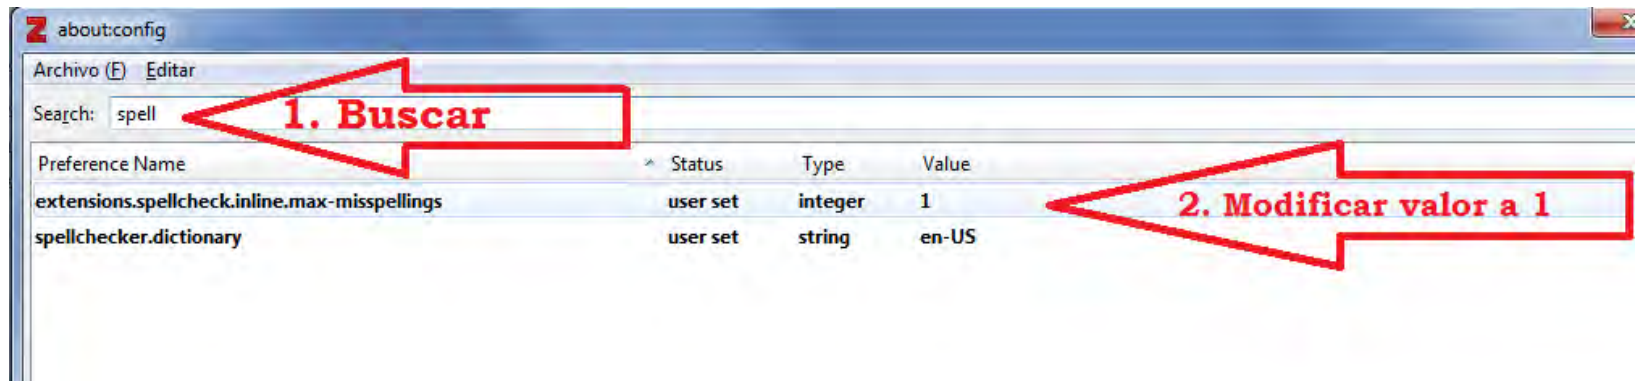 about:config
Archivo (F) Editar
Search: spell
1. Buscar
Preference Name Status Type Value
extensions.spellcheck.inline.max-misspellings user set integer 1
2. Modificar valor a 1
spellchecker.dictionary user set string en-US